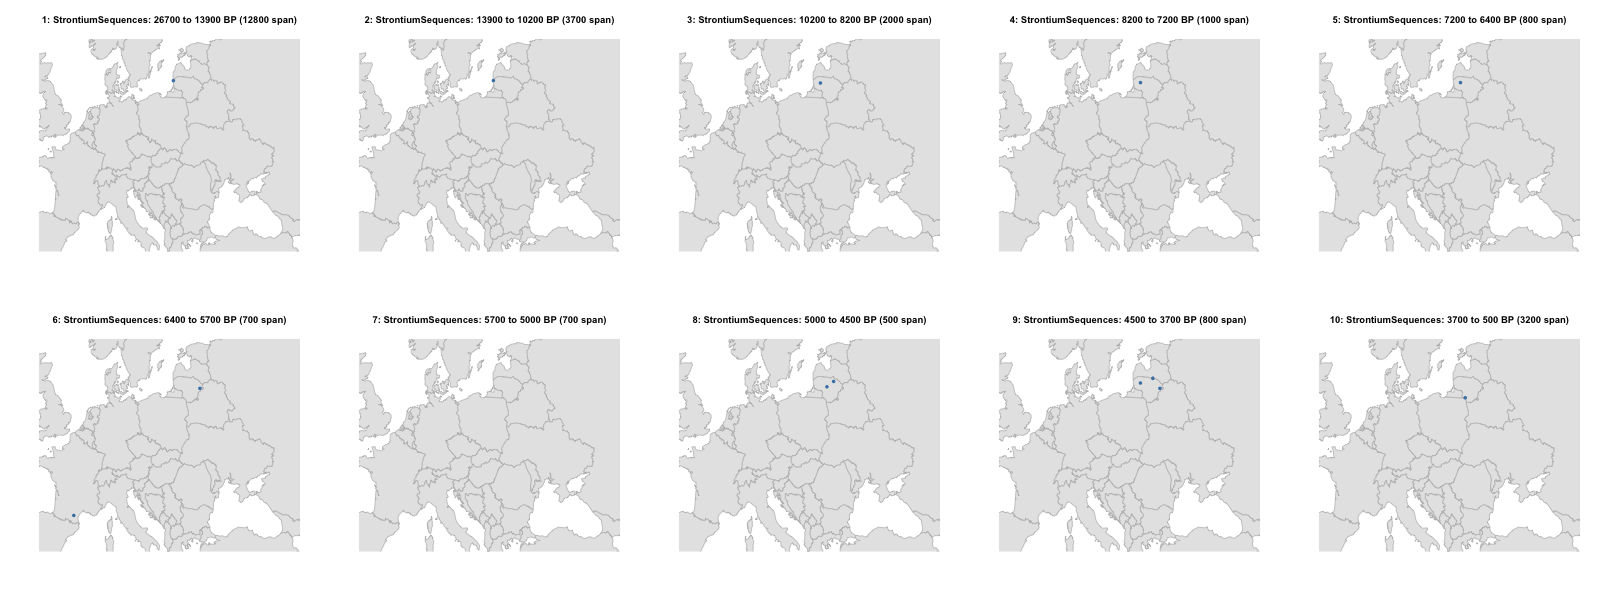 1: StrontiumSequences: 26700 to 13900 BP (12800 span)
2: StrontiumSequences: 13900 to 10200 BP (3700 span)
3: StrontiumSequences: 10200 to 8200 BP (2000 span)
4: StrontiumSequences: 8200 to 7200 BP (1000 span)
5: StrontiumSequences: 7200 to 6400 BP (800 span)
6: StrontiumSequences: 6400 to 5700 BP (700 span)
7: StrontiumSequences: 5700 to 5000 BP (700 span)
8: StrontiumSequences: 5000 to 4500 BP (500 span)
9: StrontiumSequences: 4500 to 3700 BP (800 span)
10: StrontiumSequences: 3700 to 500 BP (3200 span)